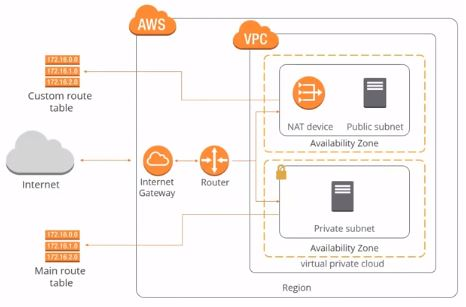 AWS
VPC
172.16.0.0
172.16.1.0
172.16.2.0
Custom route
table
NAT device
Public subnet
Availability Zone
Internet
Internet
Gateway
Router
Private subnet
Availability Zone
virtual private cloud
172.16.0.0
172.16.1.0
172.16.2.0
Main route
table
Region